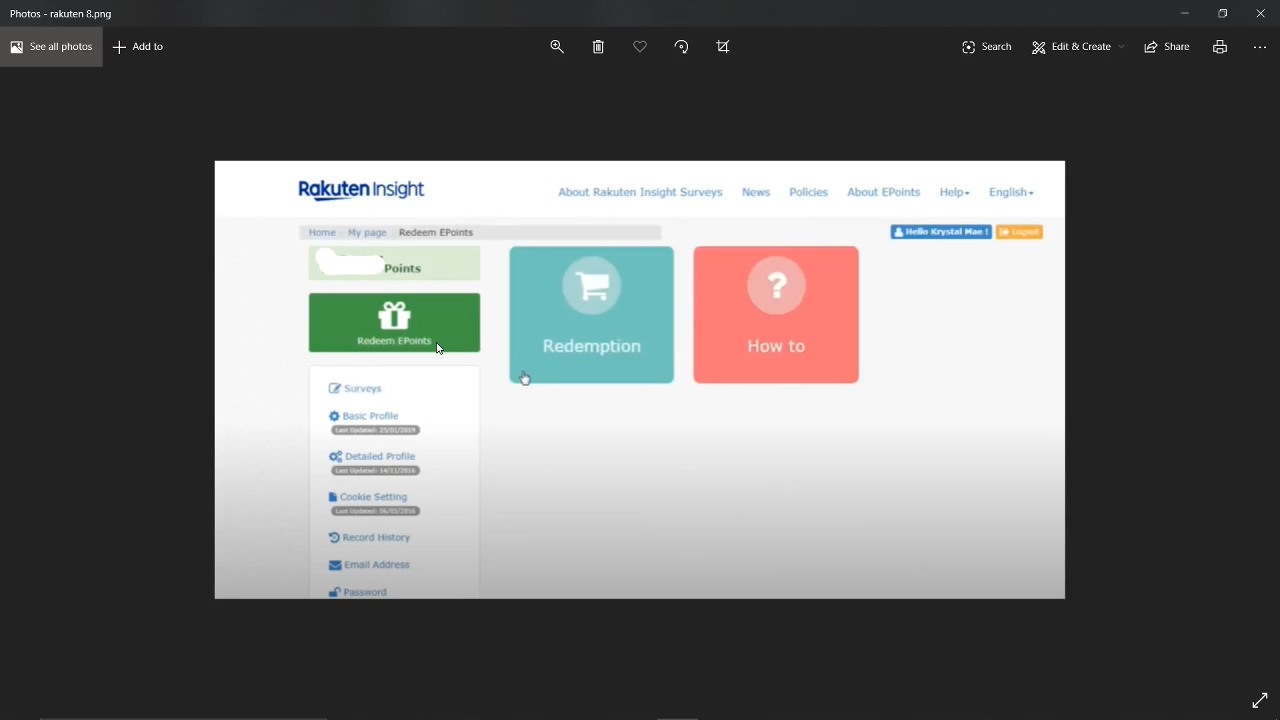 Photos - rakuten 8.png
See all photos
Add to
Search
Edit & Create
Share
Rakuten Insight
About Rakuten Insight Surveys
News
Policies
About EPoints
Help
English
Home
My page
Redeem EPoints
Hello Krystal Mae !
Logout
Points
Redeem EPoints
Redemption
How to
Surveys
Basic Profile
Last Updated: 25/01/2019
Detailed Profile
Last Updated: 14/11/2016
Cookie Setting
Last Updated: 06/05/2016
Record History
Email Address
Password